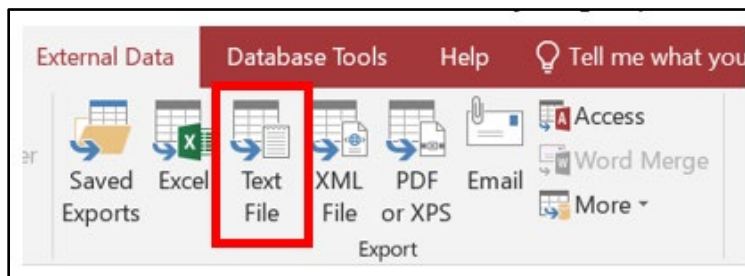 External Data Database Tools Help Tell me what you
er
Saved Exports
Excel
Text File
XML File
PDF or XPS
Email
Access
Word Merge
More
Export